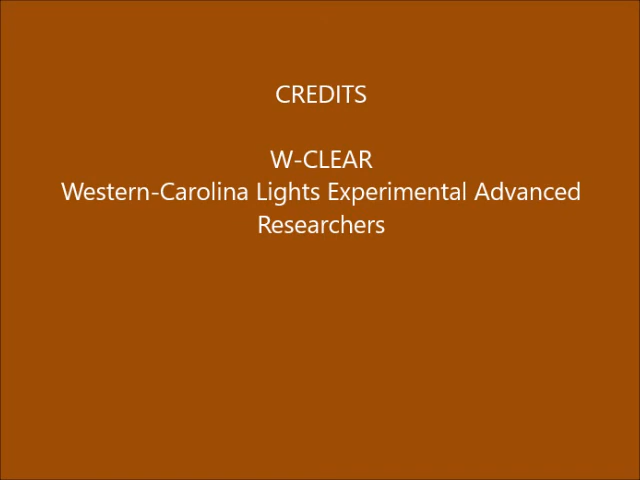 CREDITS
W-CLEAR
Western-Carolina Lights Experimental Advanced
Researchers